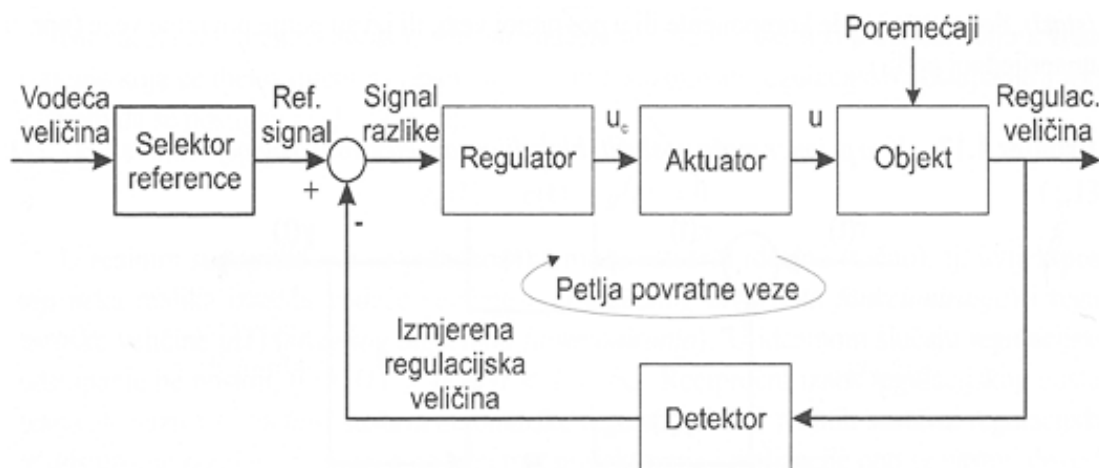 Poremećaji
Vodeća
veličina
Selektor
reference
Ref.
signal
+
-
Signal
razlike
Regulator
u_c
Aktuator
u
Objekt
Regulac.
veličina
Petlja povratne veze
Izmjerena
regulacijska
veličina
Detektor